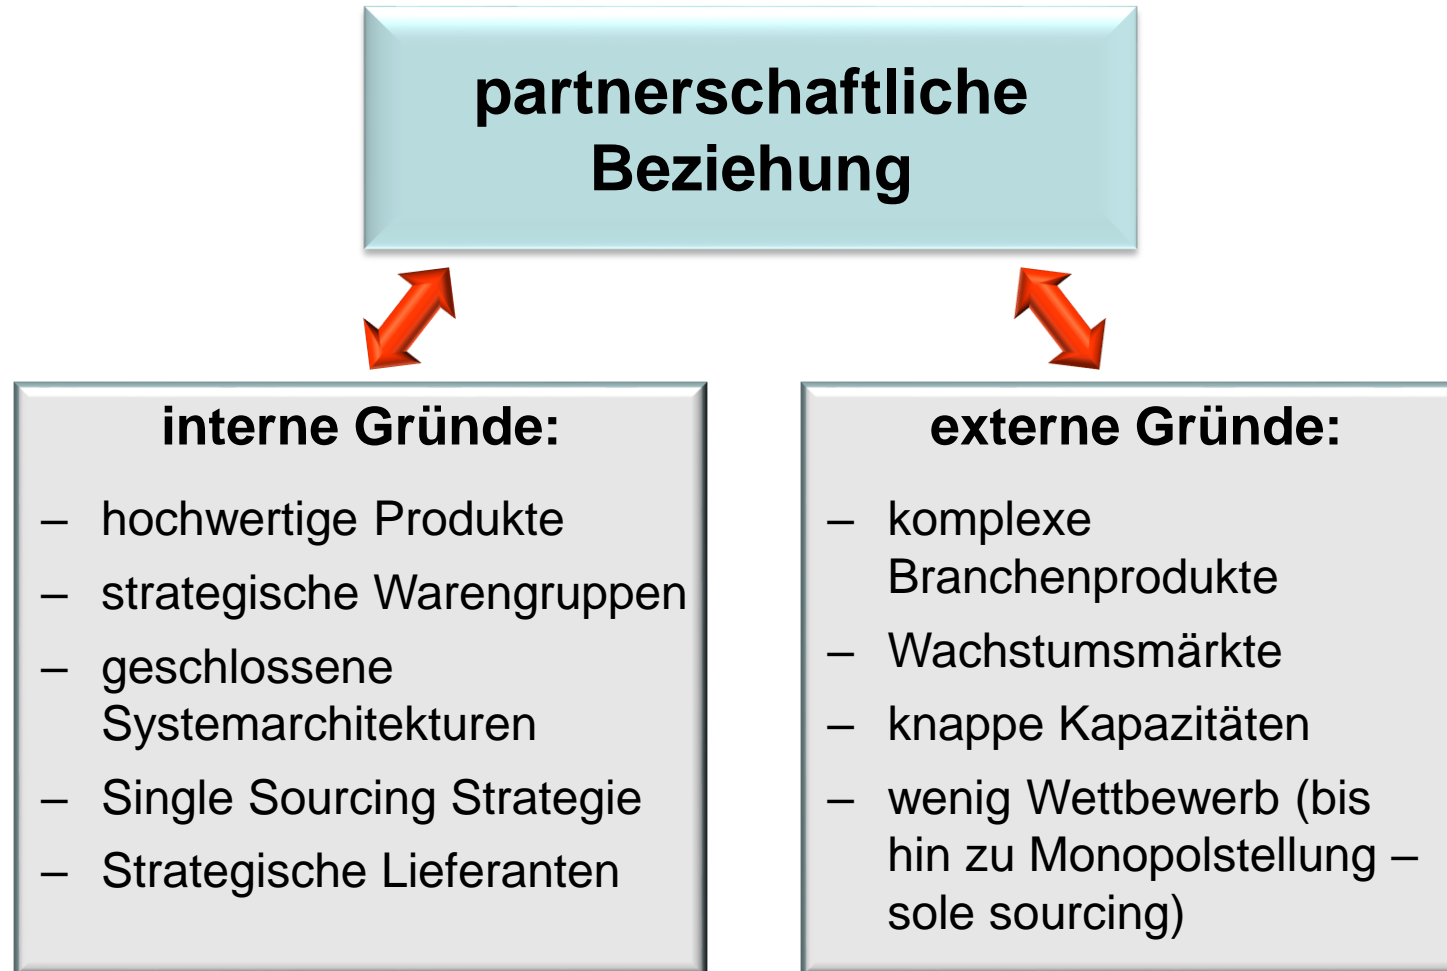 partnerschaftliche
Beziehung
interne Gründe:
– hochwertige Produkte
– strategische Warengruppen
– geschlossene
Systemarchitekturen
– Single Sourcing Strategie
– Strategische Lieferanten
externe Gründe:
– komplexe
Branchenprodukte
– Wachstumsmärkte
– knappe Kapazitäten
– wenig Wettbewerb (bis
hin zu Monopolstellung –
sole sourcing)